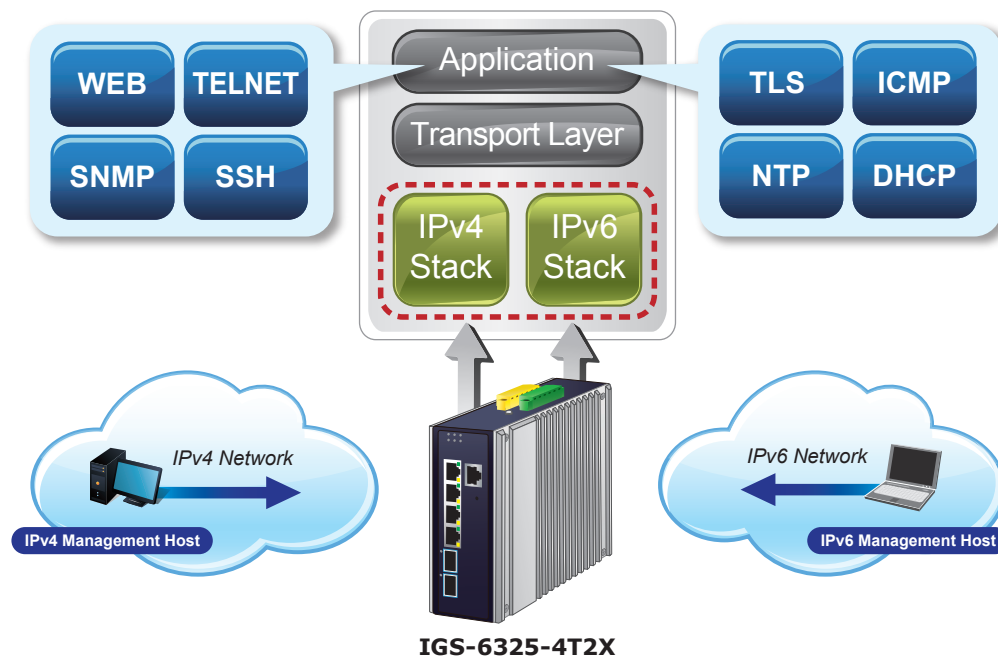 WEB
TELNET
SNMP
SSH
Application
Transport Layer
IPv4
Stack
IPv6
Stack
TLS
ICMP
NTP
DHCP
IPv4 Network
IPv4 Management Host
IPv6 Network
IPv6 Management Host
IGS-6325-4T2X